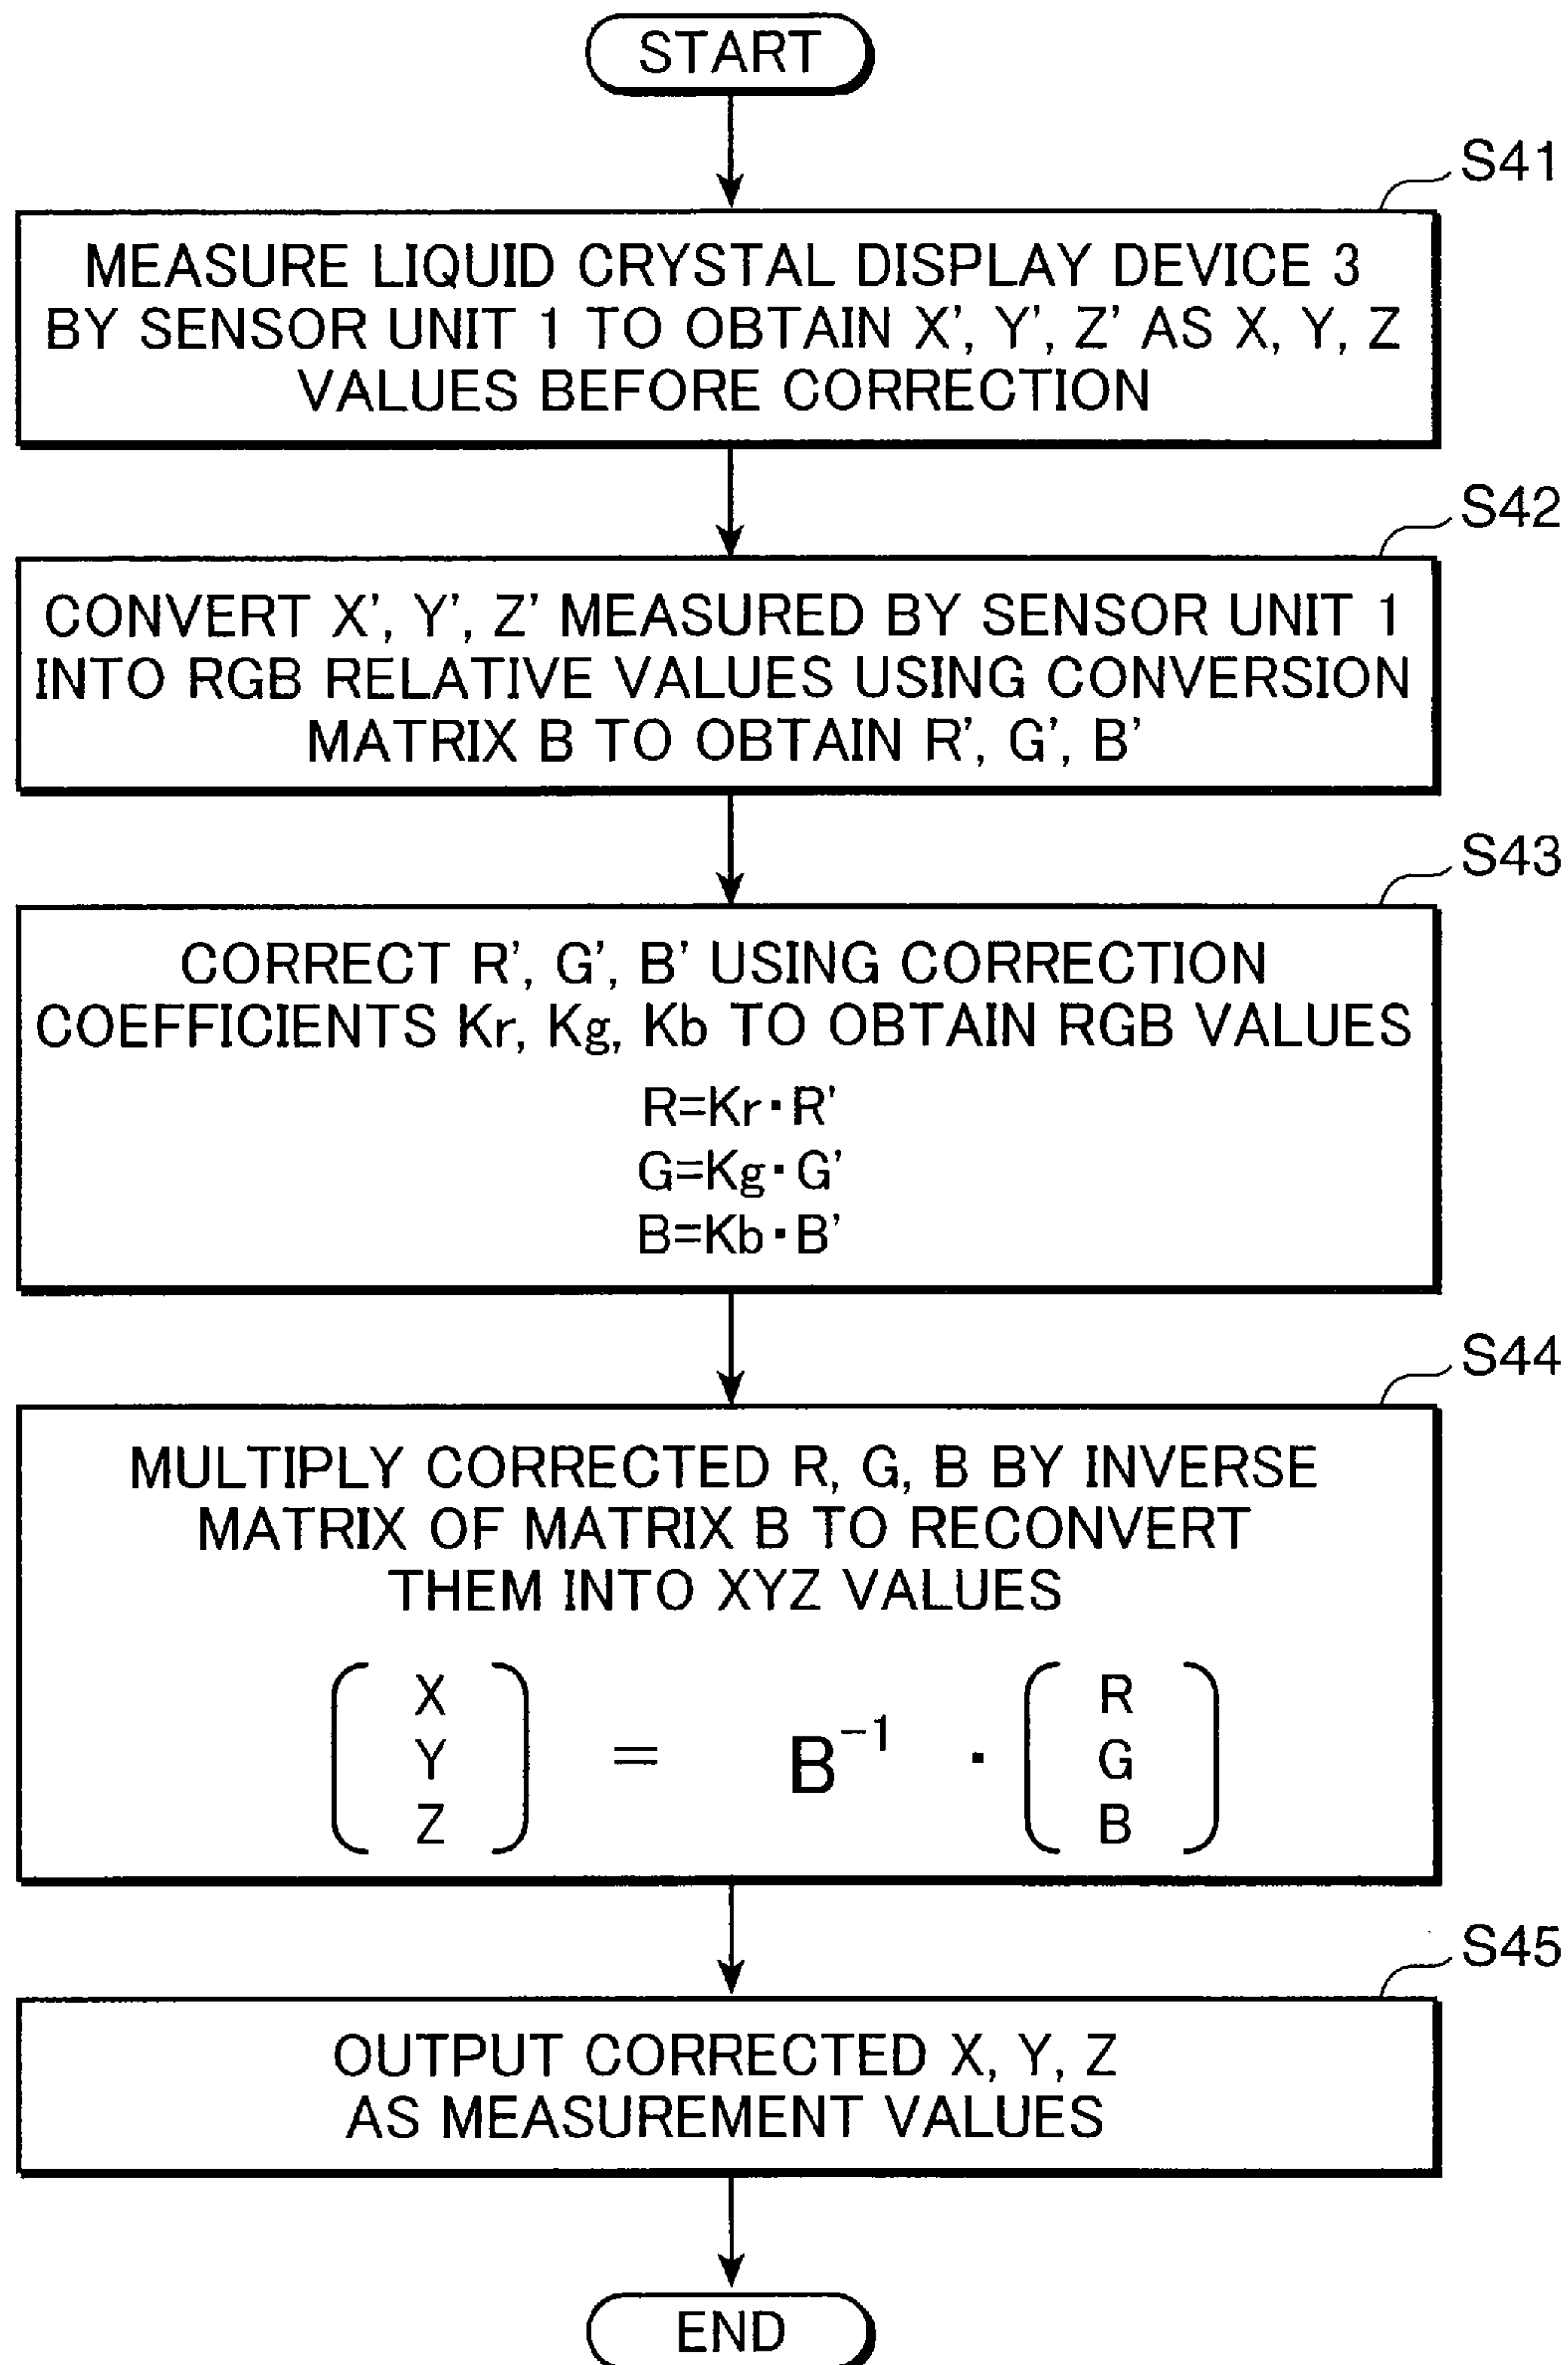 START
S41
MEASURE LIQUID CRYSTAL DISPLAY DEVICE 3
BY SENSOR UNIT 1 TO OBTAIN X', Y', Z' AS X, Y, Z
VALUES BEFORE CORRECTION
S42
CONVERT X', Y', Z' MEASURED BY SENSOR UNIT 1
INTO RGB RELATIVE VALUES USING CONVERSION
MATRIX B TO OBTAIN R', G', B'
S43
CORRECT R', G', B' USING CORRECTION
COEFFICIENTS Kr, Kg, Kb TO OBTAIN RGB VALUES
R=Kr·R'
G=Kg·G'
B=Kb·B'
S44
MULTIPLY CORRECTED R, G, B BY INVERSE
MATRIX OF MATRIX B TO RECONVERT
THEM INTO XYZ VALUES
X R
Y = B⁻¹ · G
Z B
S45
OUTPUT CORRECTED X, Y, Z
AS MEASUREMENT VALUES
END